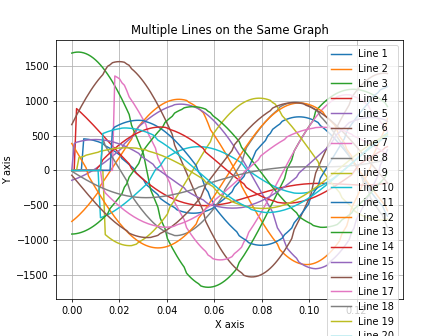 Multiple Lines on the Same Graph
Y axis
1500
1000
500
0
−500
−1000
−1500
0.00
0.02
0.04
0.06
0.08
0.10
X axis
Line 1
Line 2
Line 3
Line 4
Line 5
Line 6
Line 7
Line 8
Line 9
Line 10
Line 11
Line 12
Line 13
Line 14
Line 15
Line 16
Line 17
Line 18
Line 19
Line 20